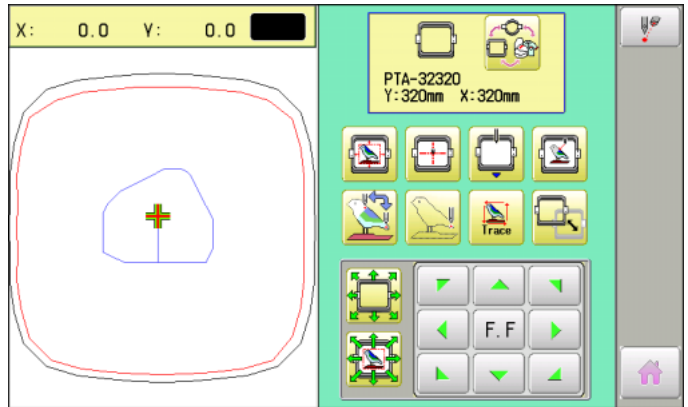 X: 0.0 Y: 0.0
PTA-32320
Y:320mm X:320mm
Trace
F.F